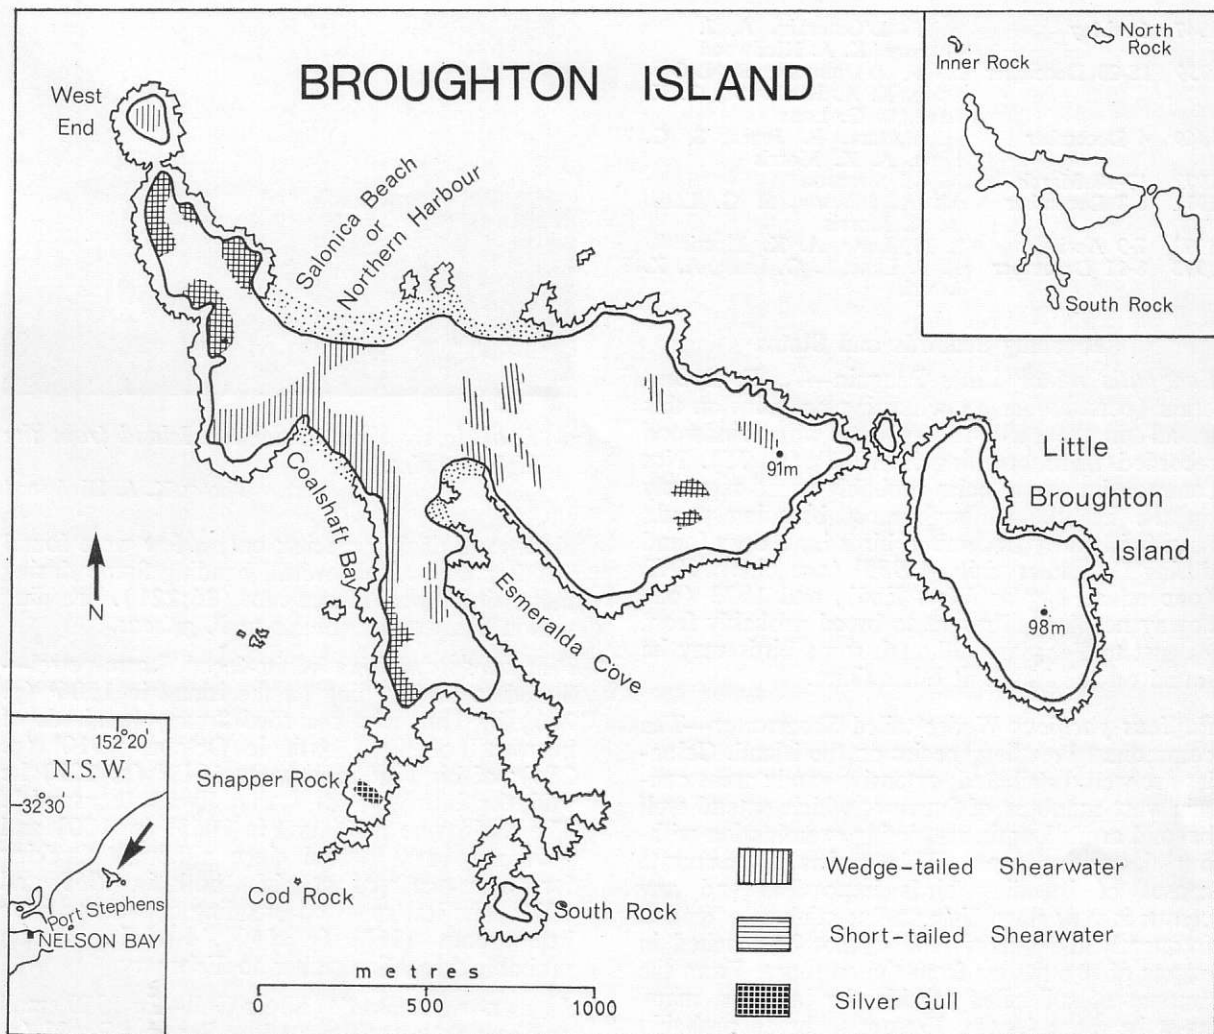 BROUGHTON ISLAND
West
End
Salonica Beach
or
Northern Harbour
North
Rock
Inner Rock
South Rock
Coalshaft Bay
Esmeralda Cove
91m
Little
Broughton
Island
98m
N
152°20'
N.S.W.
32°30'
Port Stephens
NELSON BAY
Snapper Rock
Cod Rock
South Rock
metres
0 500 1000
Wedge-tailed Shearwater
Short-tailed Shearwater
Silver Gull